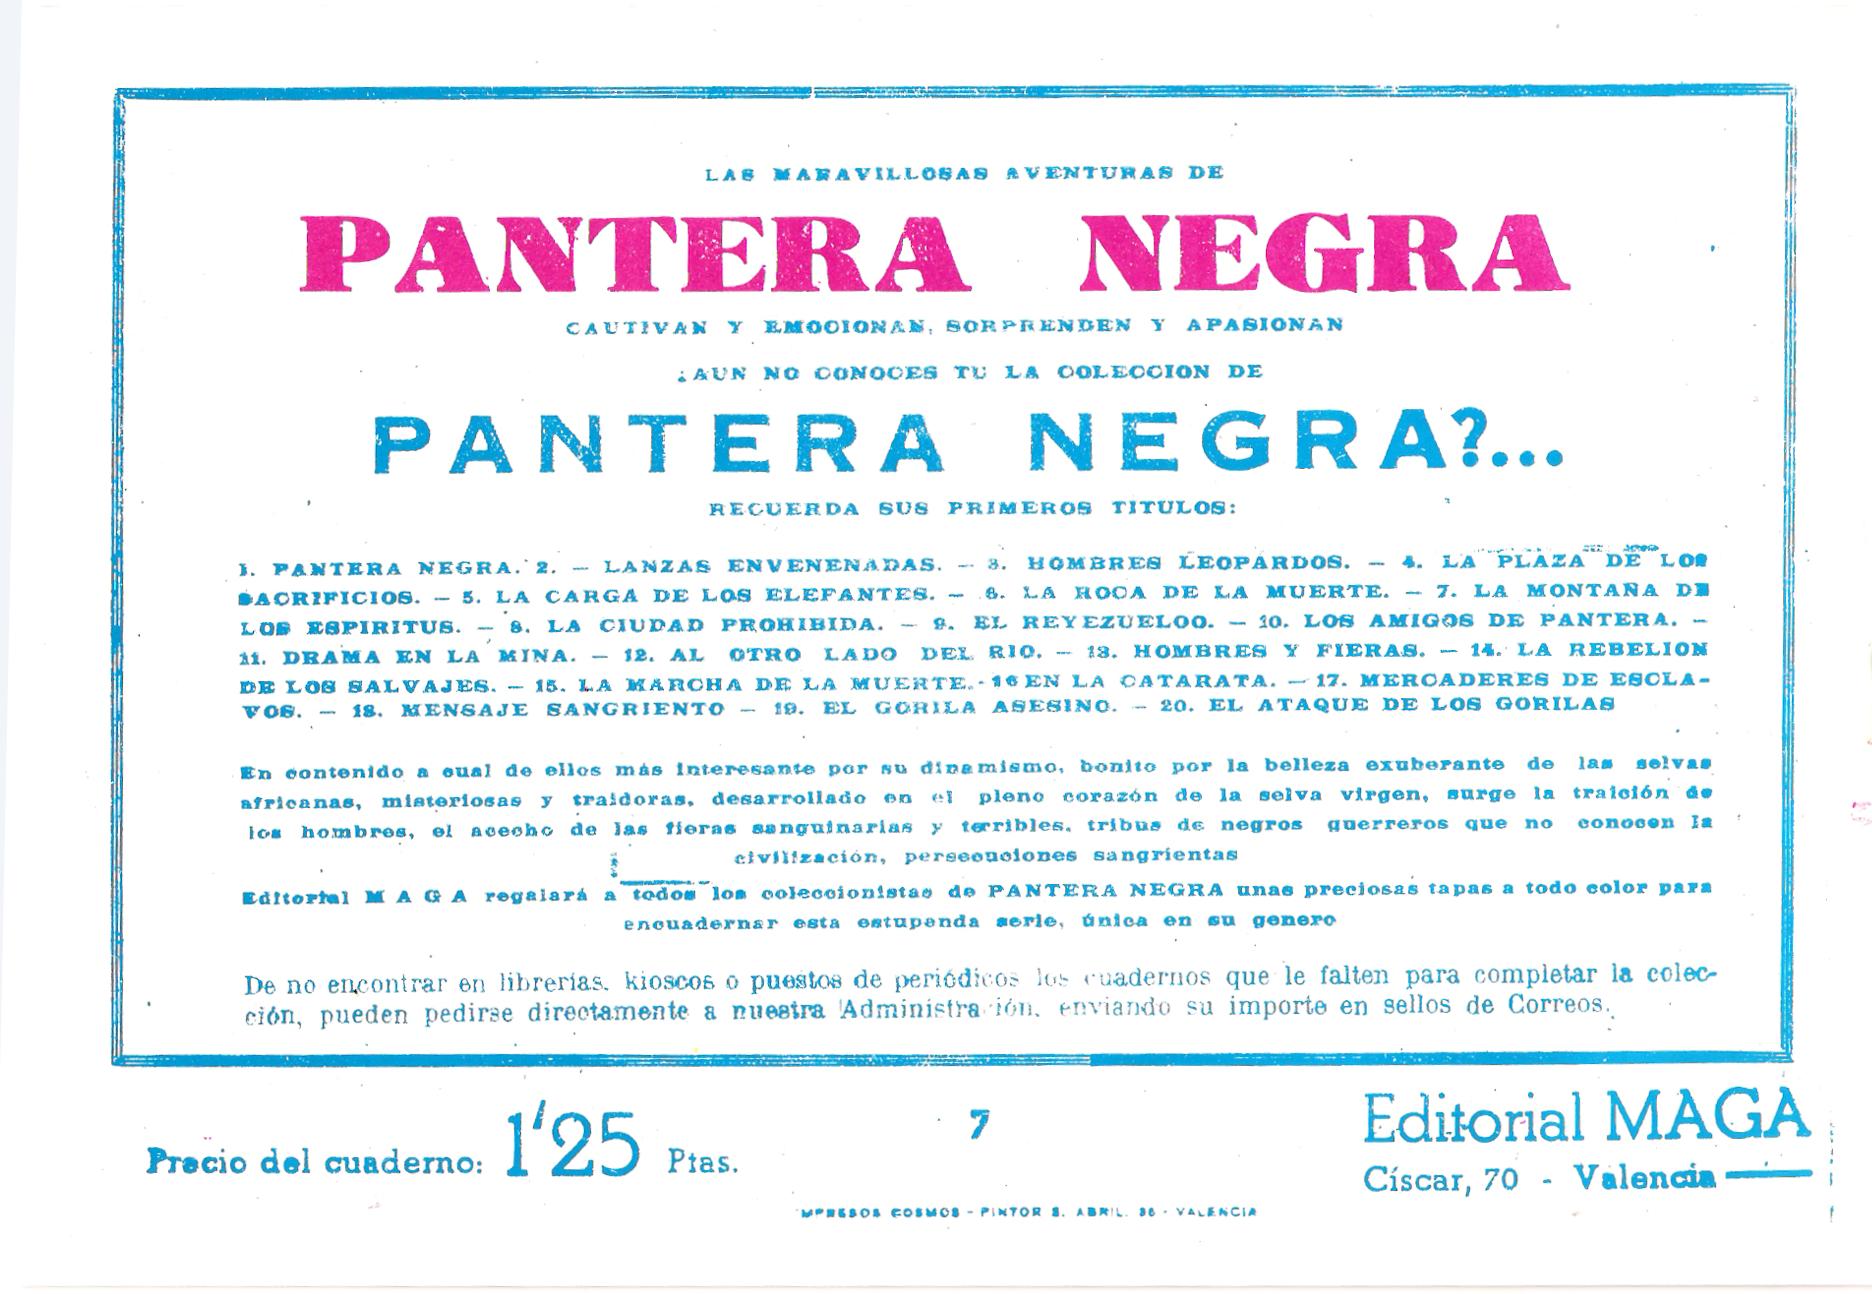 LAS MARAVILLOSAS AVENTURAS DE
PANTERA NEGRA
CAUTIVAN Y EMOCIONAN, SORPRENDEN Y APASIONAN
¿AUN NO CONOCES TU LA COLECCION DE
PANTERA NEGRA?...
RECUERDA SUS PRIMEROS TITULOS:
1. PANTERA NEGRA. 2. — LANZAS ENVENENADAS. — 3. HOMBRES LEOPARDOS. — 4. LA PLAZA DE LOS
SACRIFICIOS. — 5. LA CARGA DE LOS ELEFANTES. — 6. LA ROCA DE LA MUERTE. — 7. LA MONTAÑA DE
LOS ESPIRITUS. — 8. LA CIUDAD PROHIBIDA. — 9. EL REYEZUELOO. — 10. LOS AMIGOS DE PANTERA. —
11. DRAMA EN LA MINA. — 12. AL OTRO LADO DEL RIO. — 13. HOMBRES Y FIERAS. — 14. LA REBELION
DE LOS SALVAJES. — 15. LA MARCHA DE LA MUERTE. - 16 EN LA CATARATA. — 17. MERCADERES DE ESCLA-
VOS. — 18. MENSAJE SANGRIENTO — 19. EL GORILA ASESINO. — 20. EL ATAQUE DE LOS GORILAS
En contenido a cual de ellos más interesante por su dinamismo, bonito por la belleza exuberante de las selvas
africanas, misteriosas y traidoras, desarrollado en el pleno corazón de la selva virgen, surge la traición de
los hombres, el acecho de las fieras sanguinarias y terribles, tribus de negros guerreros que no conocen la
civilización, persecuciones sangrientas
Editorial M A G A regalará a todos los coleccionistas de PANTERA NEGRA unas preciosas tapas a todo color para
encuadernar esta estupenda serie, única en su genero
De no encontrar en librerías, kioscos o puestos de periódicos los cuadernos que le falten para completar la colec-
ción, pueden pedirse directamente a nuestra Administración, enviando su importe en sellos de Correos.
Precio del cuaderno: 1'25 Ptas.
7
Editorial MAGA
Císcar, 70 - Valencia
IMPRESOS COSMOS - PINTOR S. ABRIL, 36 - VALENCIA